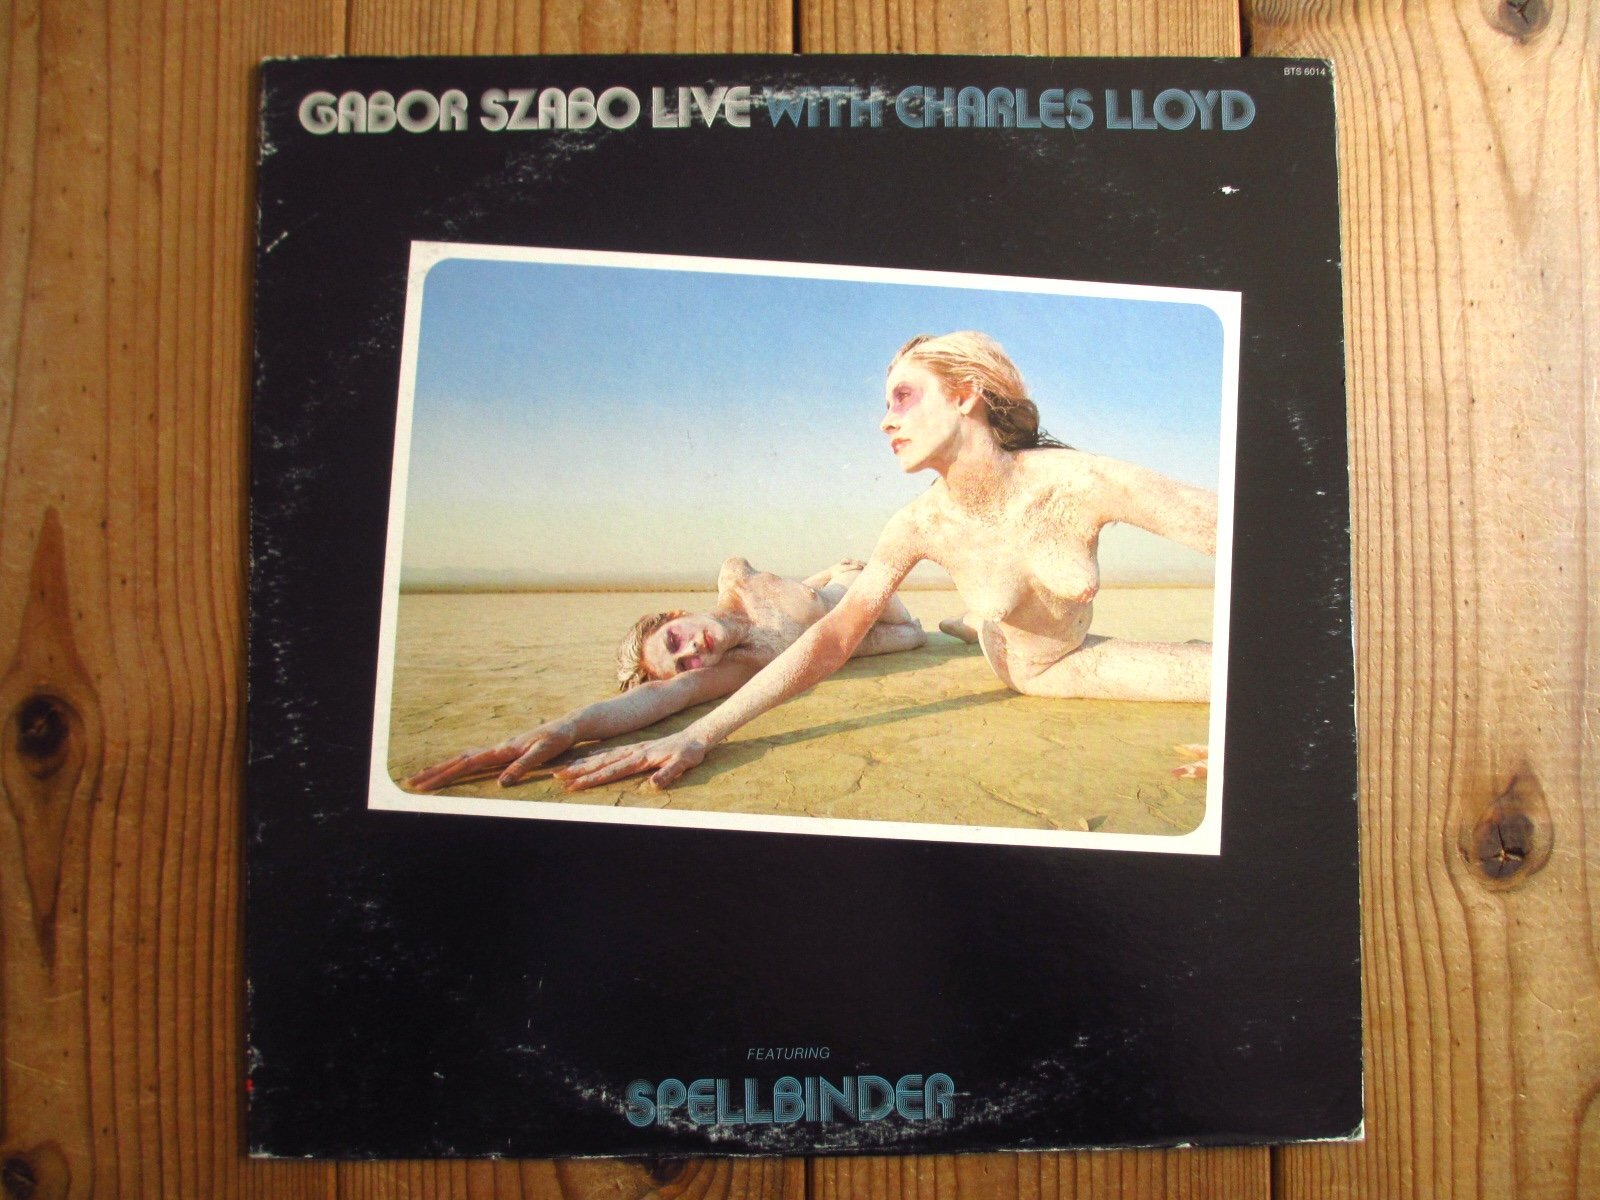 BTS 6014
GABOR SZABO LIVE WITH CHARLES LLOYD
FEATURING
SPELLBINDER